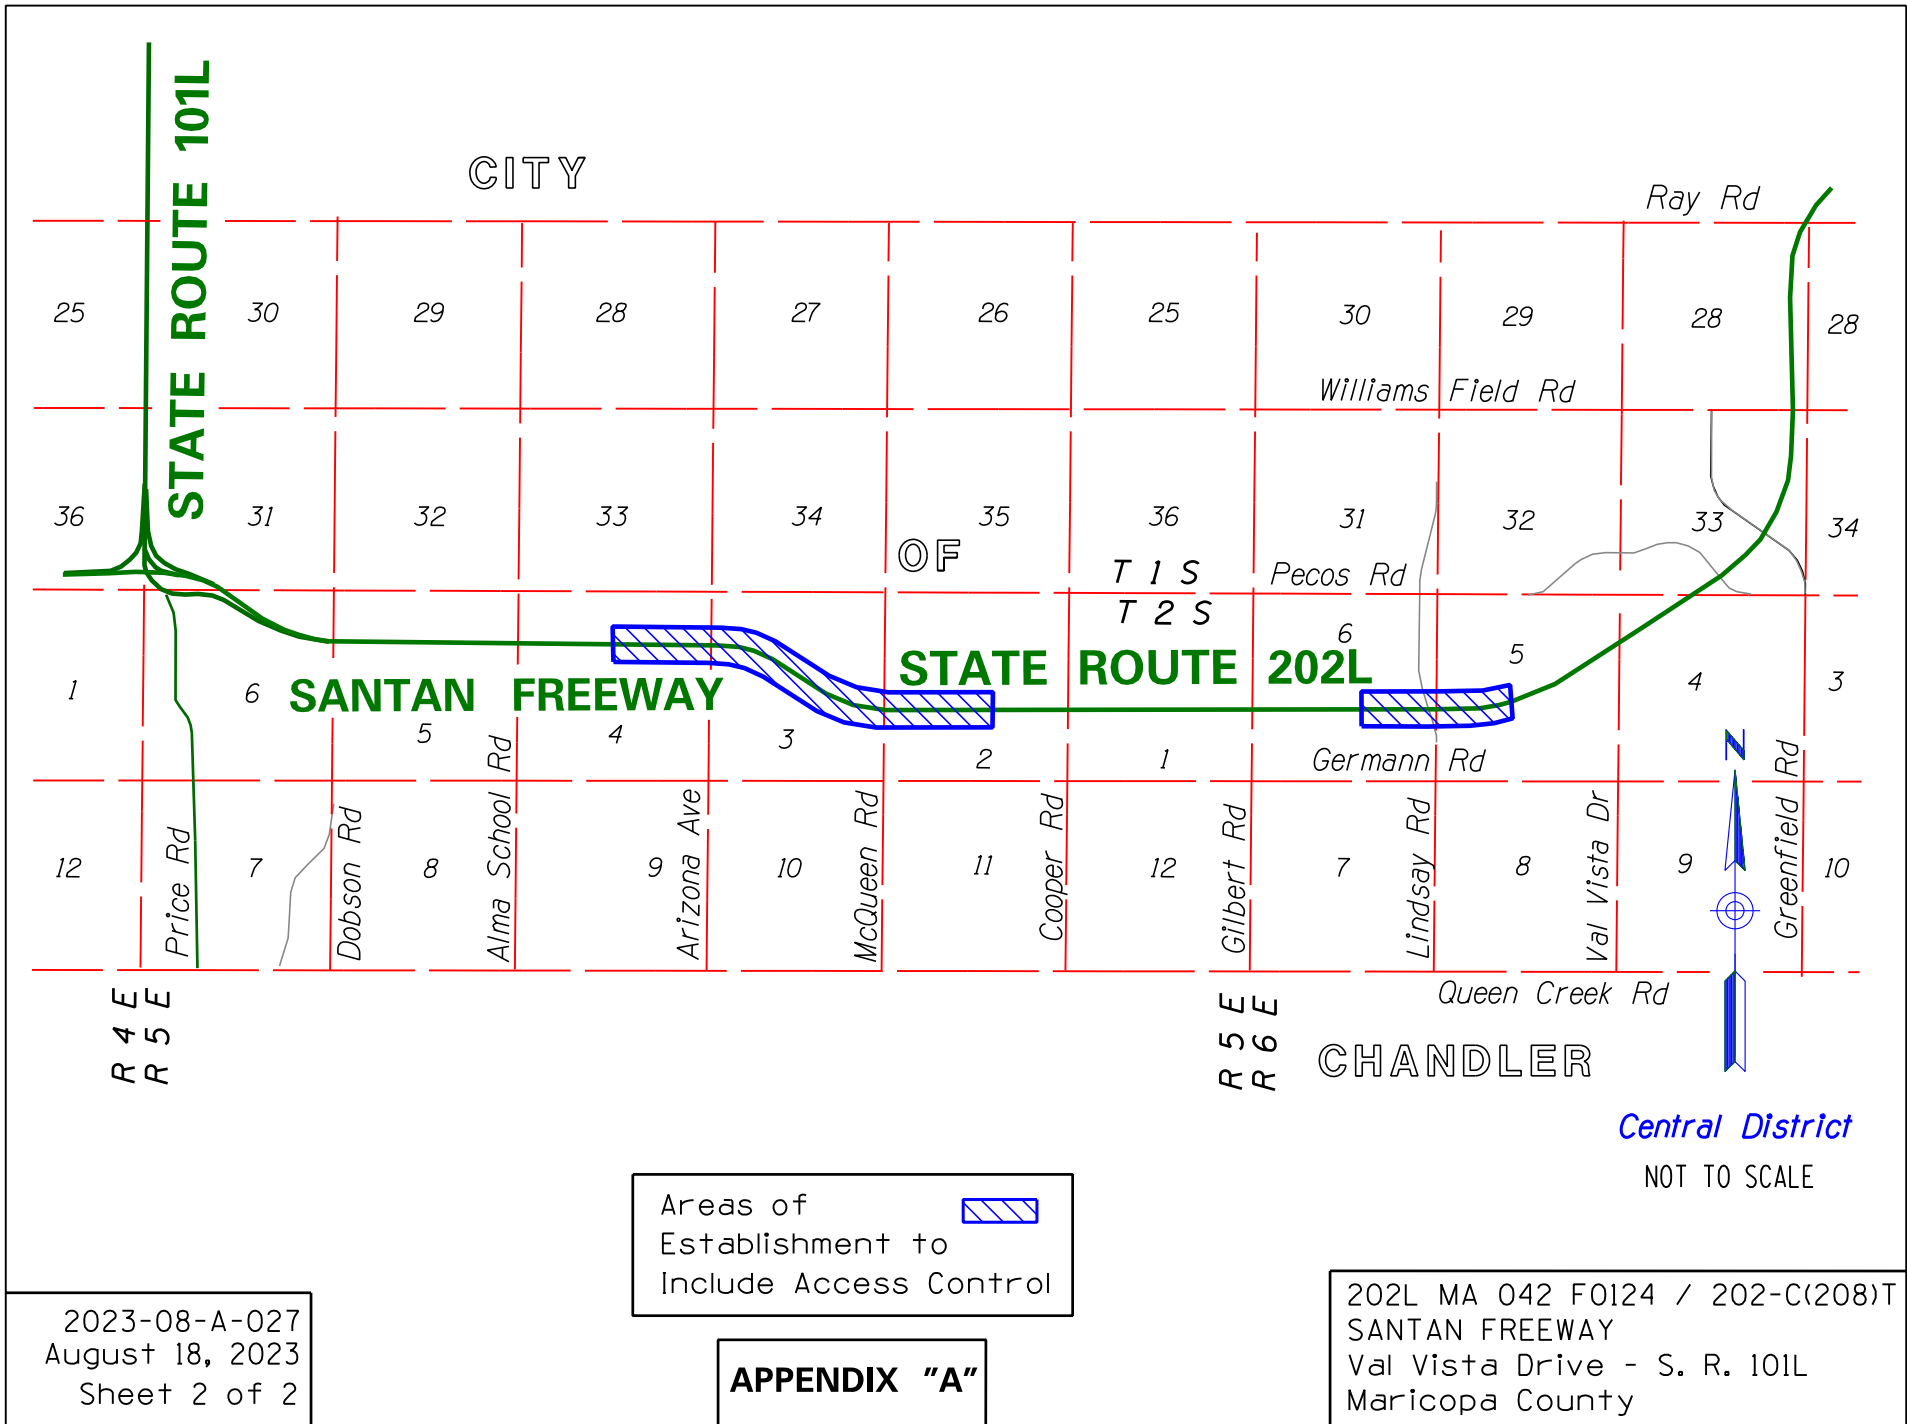 STATE ROUTE 101L
CITY
Ray Rd
25 30 29 28 27 26 25 30 29 28 28
Williams Field Rd
36 31 32 33 34 35 36 31 32 33 34
OF
T 1 S Pecos Rd
T 2 S
STATE ROUTE 202L
SANTAN FREEWAY
1 6 5 4 3 2 1 6 5 4 3
Germann Rd
12 7 8 9 10 11 12 7 8 9 10
Price Rd
Dobson Rd
Alma School Rd
Arizona Ave
McQueen Rd
Cooper Rd
Gilbert Rd
Lindsay Rd
Val Vista Dr
Greenfield Rd
N
Queen Creek Rd
R 4 E
R 5 E
R 5 E
R 6 E
CHANDLER
Central District
NOT TO SCALE
Areas of
Establishment to
Include Access Control
2023-08-A-027
August 18, 2023
Sheet 2 of 2
APPENDIX "A"
202L MA 042 F0124 / 202-C(208)T
SANTAN FREEWAY
Val Vista Drive - S. R. 101L
Maricopa County